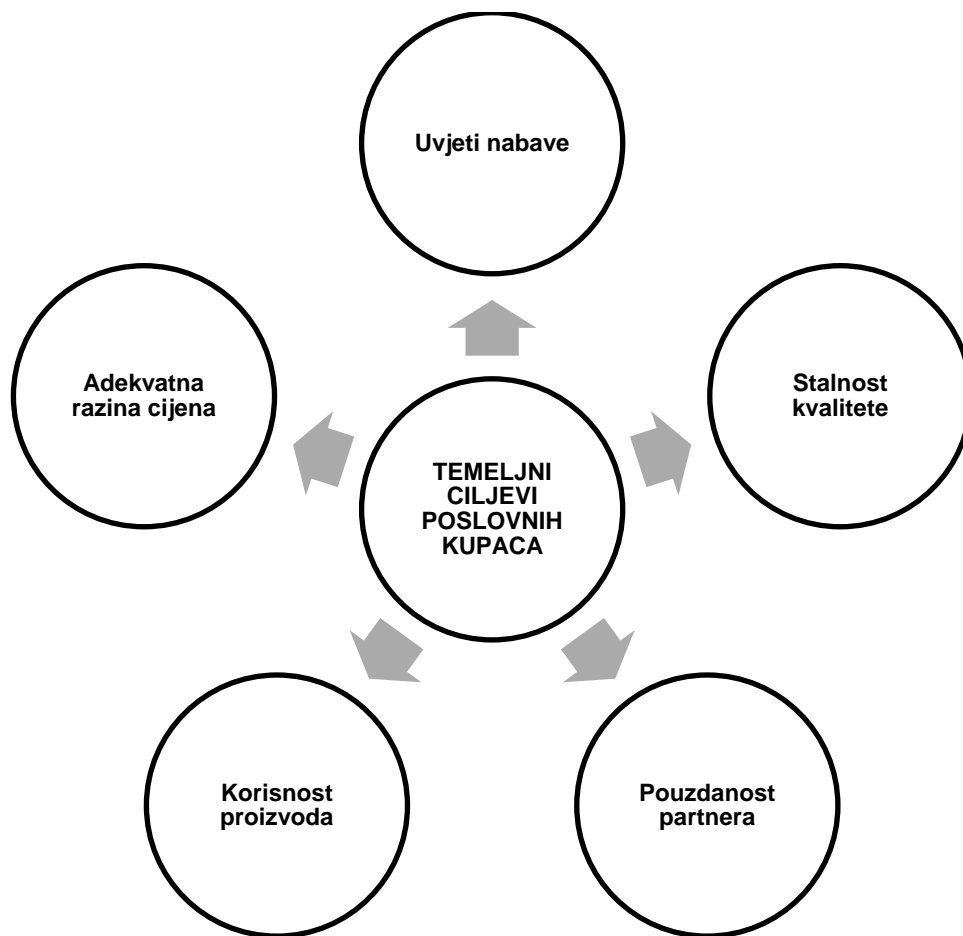 Uvjeti nabave
Adekvatna
razina cijena
Stalnost
kvalitete
TEMELJNI
CILJEVI
POSLOVNIH
KUPACA
Korisnost
proizvoda
Pouzdanost
partnera